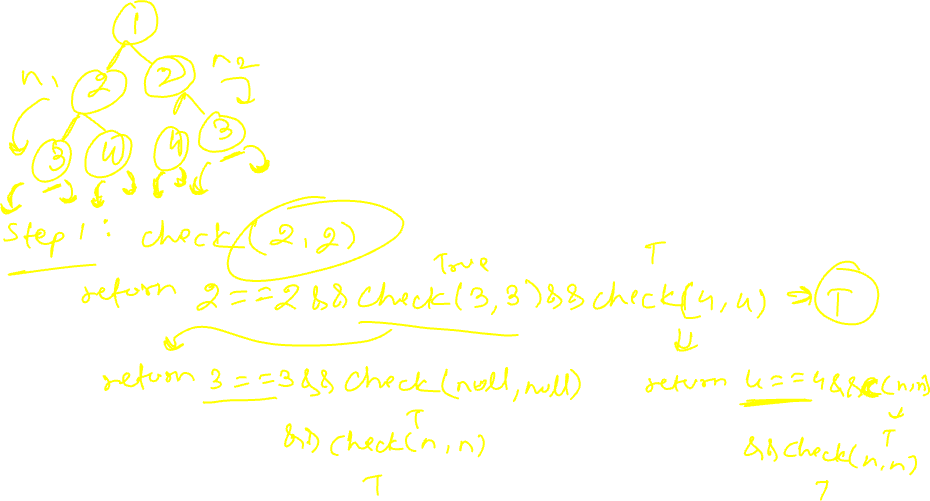 1
n1 2 2 n2
3 4 4 3
Step 1: check(2,2)
True T
return 2==2&&check(3,3)&&check(4,4) ⇒ T
return 3==3&&check(null,null) return 4==4&&c(n,n)
T T
&&check(n,n) &&check(n,n)
T T